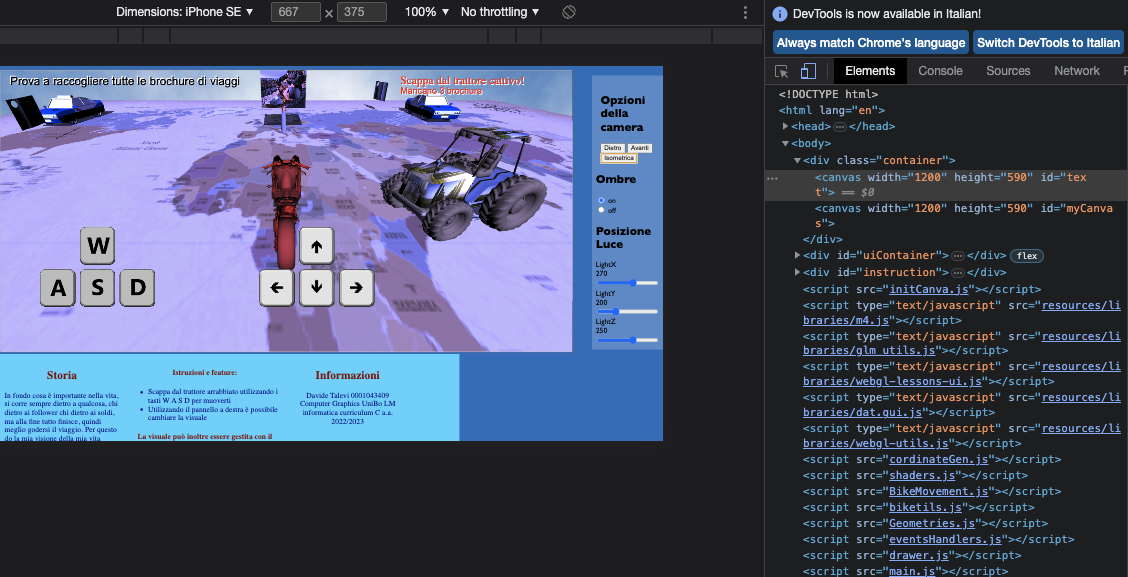 Dimensions: iPhone SE ▼ 667 × 375 100% ▼ No throttling ▼
DevTools is now available in Italian!
Always match Chrome's language Switch DevTools to Italian
Elements Console Sources Network
Prova a raccogliere tutte le brochure di viaggi
Scappa dal trattore cattivo!
Mancano 3 brochure
W
A S D
↑
← ↓ →
Opzioni
della
camera
Dietro Avanti
Isometrica
Ombre
on
off
Posizione
Luce
LightX
270
LightY
200
LightZ
250
Storia
In fondo cosa è importante nella vita,
si corre sempre dietro a qualcosa, chi
dietro ai follower chi dietro ai soldi,
ma alla fine tutto finisce, quindi
meglio godersi il viaggio. Per questo
do la mia visione della mia vita
Istruzioni e feature:
• Scappa dal trattore arrabbiato utilizzando i
tasti W A S D per muoverti
• Utilizzando il pannello a destra è possibile
cambiare la visuale
La visuale può inoltre essere gestita con il
Informazioni
Davide Talevi 0001043409
Computer Graphics UniBo LM
informatica curriculum C a.a.
2022/2023
<!DOCTYPE html>
<html lang="en">
▶<head>⋯</head>
▼<body>
▼<div class="container">
⋯ <canvas width="1200" height="590" id="tex
t"> == $0
<canvas width="1200" height="590" id="myCanva
s">
</div>
▶<div id="uiContainer">⋯</div> flex
▶<div id="instruction">⋯</div>
<script src="initCanva.js"></script>
<script type="text/javascript" src="resources/li
braries/m4.js"></script>
<script type="text/javascript" src="resources/li
braries/glm_utils.js"></script>
<script type="text/javascript" src="resources/li
braries/webgl-lessons-ui.js"></script>
<script type="text/javascript" src="resources/li
braries/dat.gui.js"></script>
<script type="text/javascript" src="resources/li
braries/webgl-utils.js"></script>
<script src="cordinateGen.js"></script>
<script src="shaders.js"></script>
<script src="BikeMovement.js"></script>
<script src="biketils.js"></script>
<script src="Geometries.js"></script>
<script src="eventsHandlers.js"></script>
<script src="drawer.js"></script>
<script src="main.js"></script>